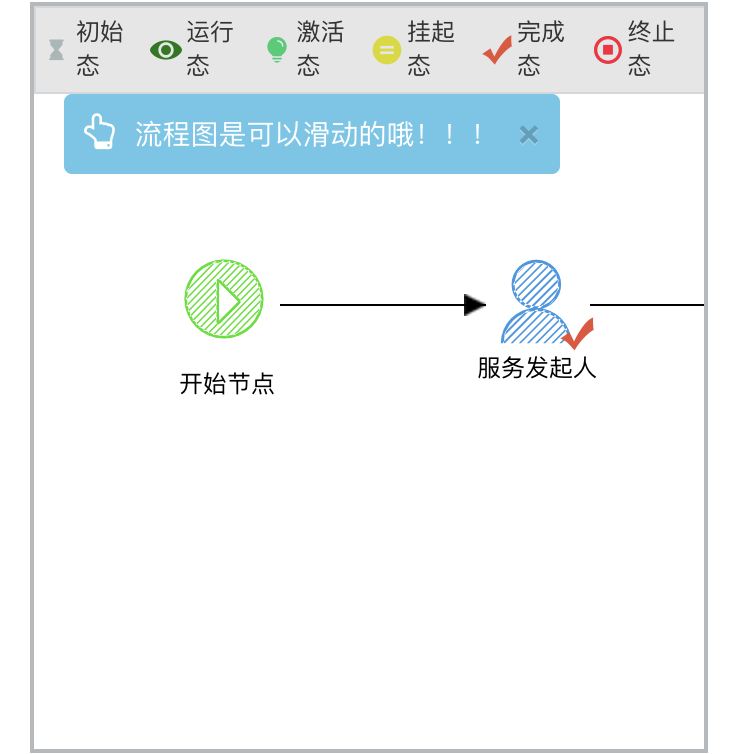 初始态
运行态
激活态
挂起态
完成态
终止态
流程图是可以滑动的哦！！！
开始节点
服务发起人